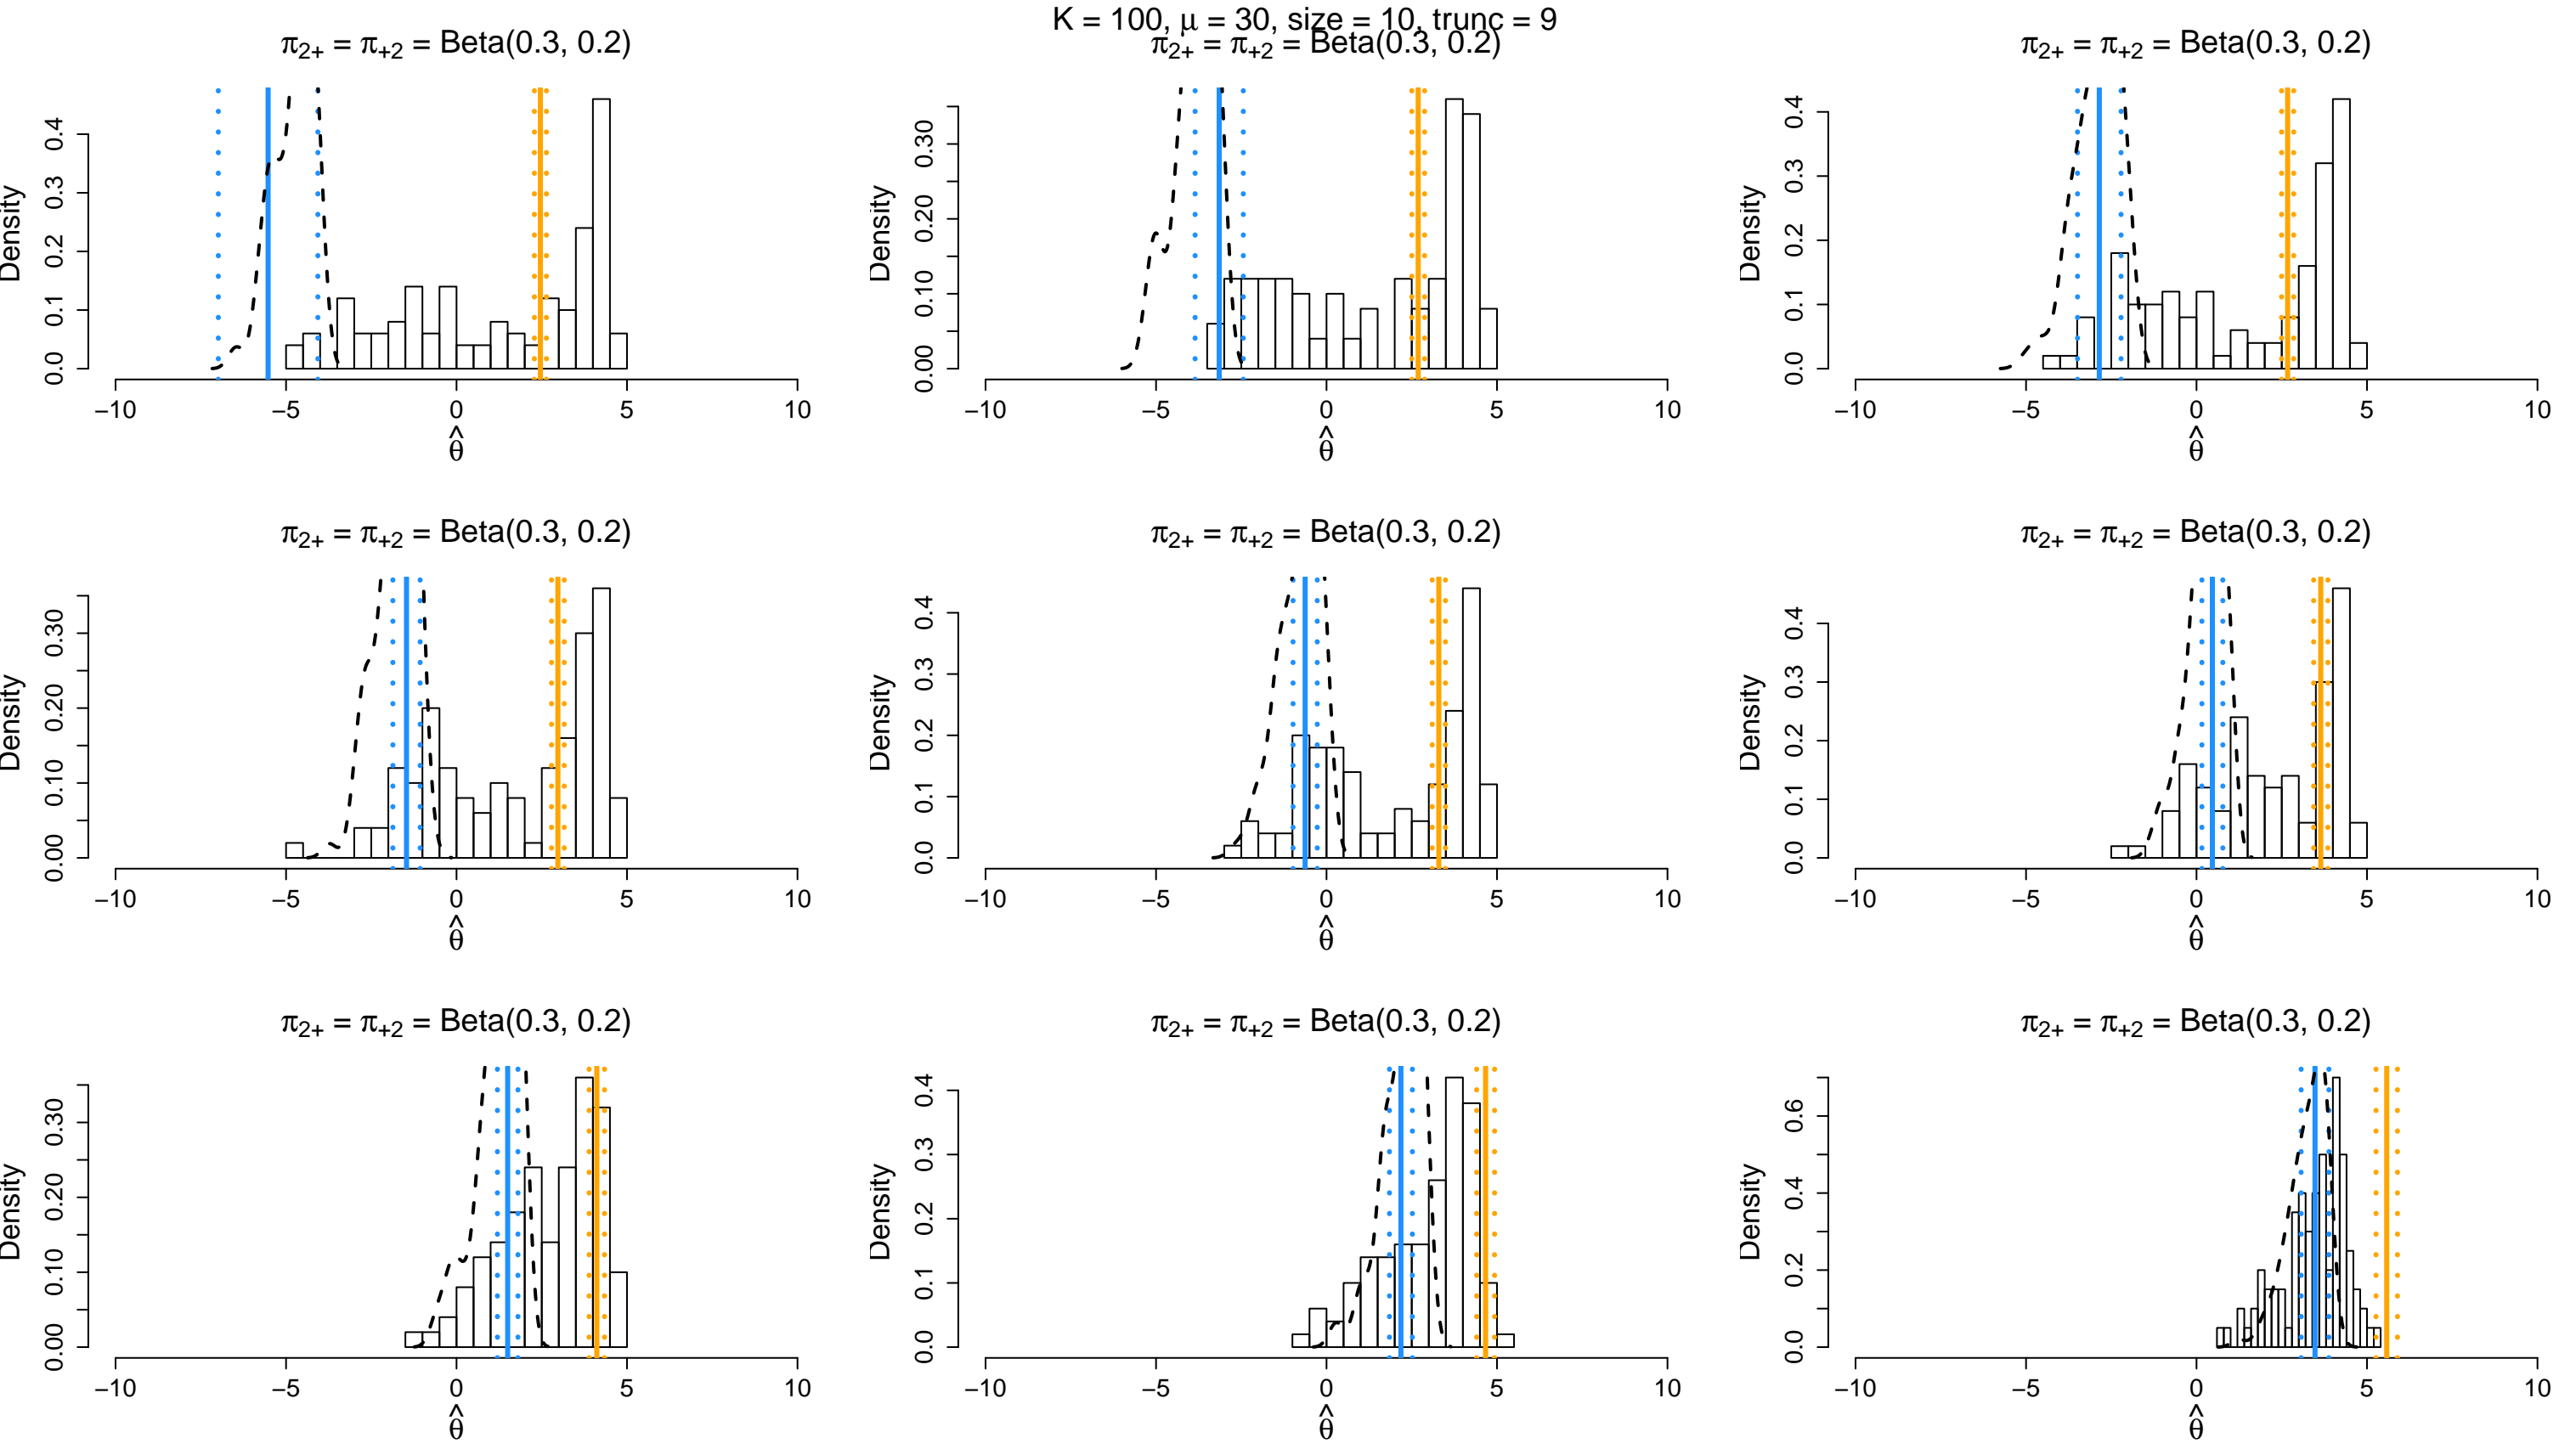 K = 100, μ = 30, size = 10, trunc = 9
π2+ = π+2 = Beta(0.3, 0.2)
Density
0.0 0.1 0.2 0.3 0.4
−10 −5 0 5 10
θ̂
π2+ = π+2 = Beta(0.3, 0.2)
Density
0.00 0.10 0.20 0.30
−10 −5 0 5 10
θ̂
π2+ = π+2 = Beta(0.3, 0.2)
Density
0.0 0.1 0.2 0.3 0.4
−10 −5 0 5 10
θ̂
π2+ = π+2 = Beta(0.3, 0.2)
Density
0.00 0.10 0.20 0.30
−10 −5 0 5 10
θ̂
π2+ = π+2 = Beta(0.3, 0.2)
Density
0.0 0.1 0.2 0.3 0.4
−10 −5 0 5 10
θ̂
π2+ = π+2 = Beta(0.3, 0.2)
Density
0.0 0.1 0.2 0.3 0.4
−10 −5 0 5 10
θ̂
π2+ = π+2 = Beta(0.3, 0.2)
Density
0.00 0.10 0.20 0.30
−10 −5 0 5 10
θ̂
π2+ = π+2 = Beta(0.3, 0.2)
Density
0.0 0.1 0.2 0.3 0.4
−10 −5 0 5 10
θ̂
π2+ = π+2 = Beta(0.3, 0.2)
Density
0.0 0.2 0.4 0.6
−10 −5 0 5 10
θ̂